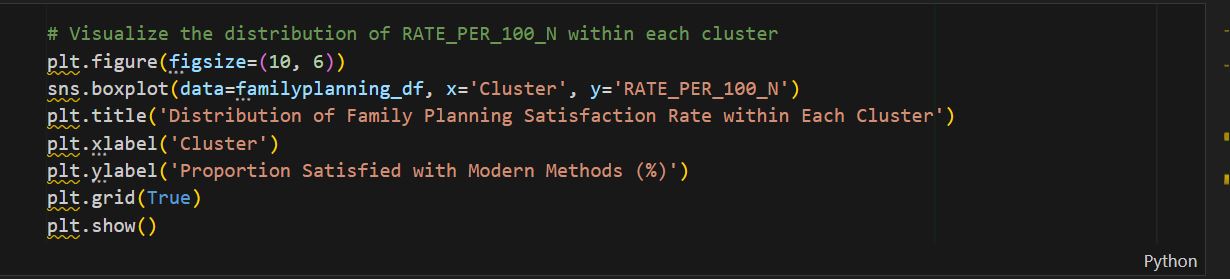 # Visualize the distribution of RATE_PER_100_N within each cluster
plt.figure(figsize=(10, 6))
sns.boxplot(data=familyplanning_df, x='Cluster', y='RATE_PER_100_N')
plt.title('Distribution of Family Planning Satisfaction Rate within Each Cluster')
plt.xlabel('Cluster')
plt.ylabel('Proportion Satisfied with Modern Methods (%)')
plt.grid(True)
plt.show()
Python